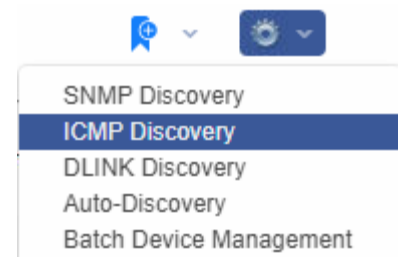 SNMP Discovery
ICMP Discovery
DLINK Discovery
Auto-Discovery
Batch Device Management